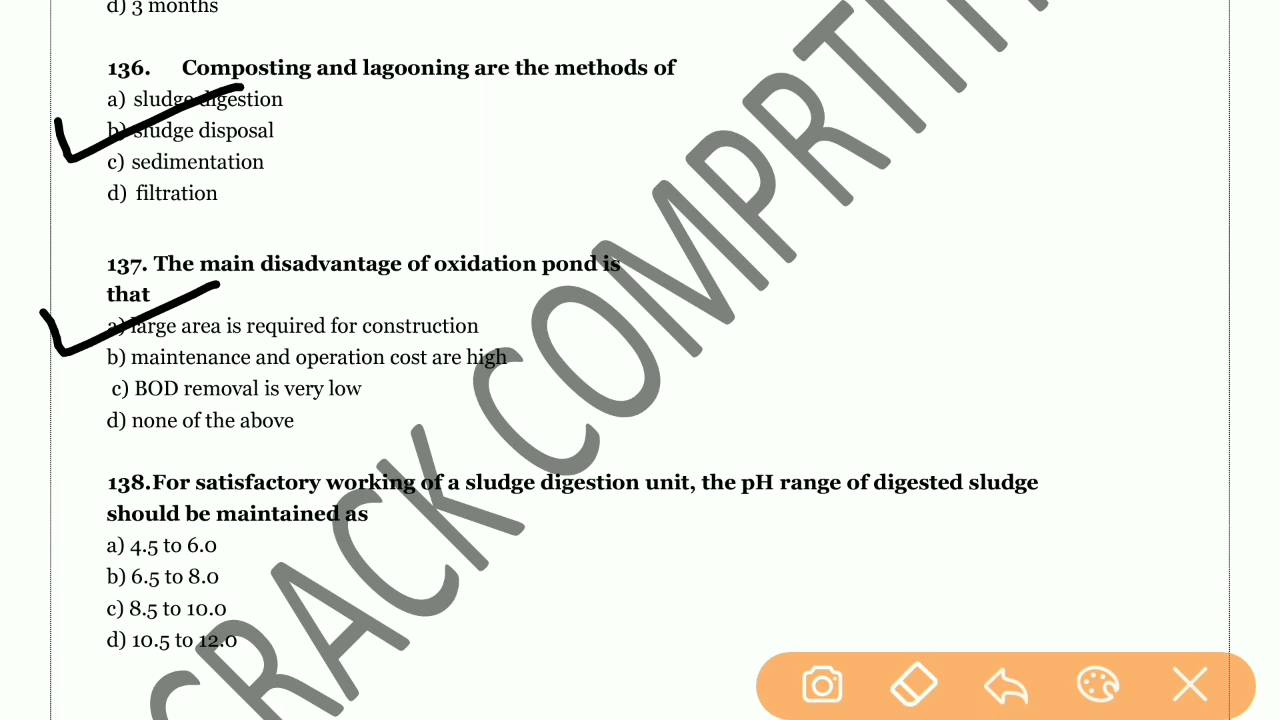 d) 3 months
136. Composting and lagooning are the methods of
a) sludge digestion
b) sludge disposal
c) sedimentation
d) filtration
137. The main disadvantage of oxidation pond is
that
a) large area is required for construction
b) maintenance and operation cost are high
c) BOD removal is very low
d) none of the above
138.For satisfactory working of a sludge digestion unit, the pH range of digested sludge
should be maintained as
a) 4.5 to 6.0
b) 6.5 to 8.0
c) 8.5 to 10.0
d) 10.5 to 12.0
CRACK COMPRTITI